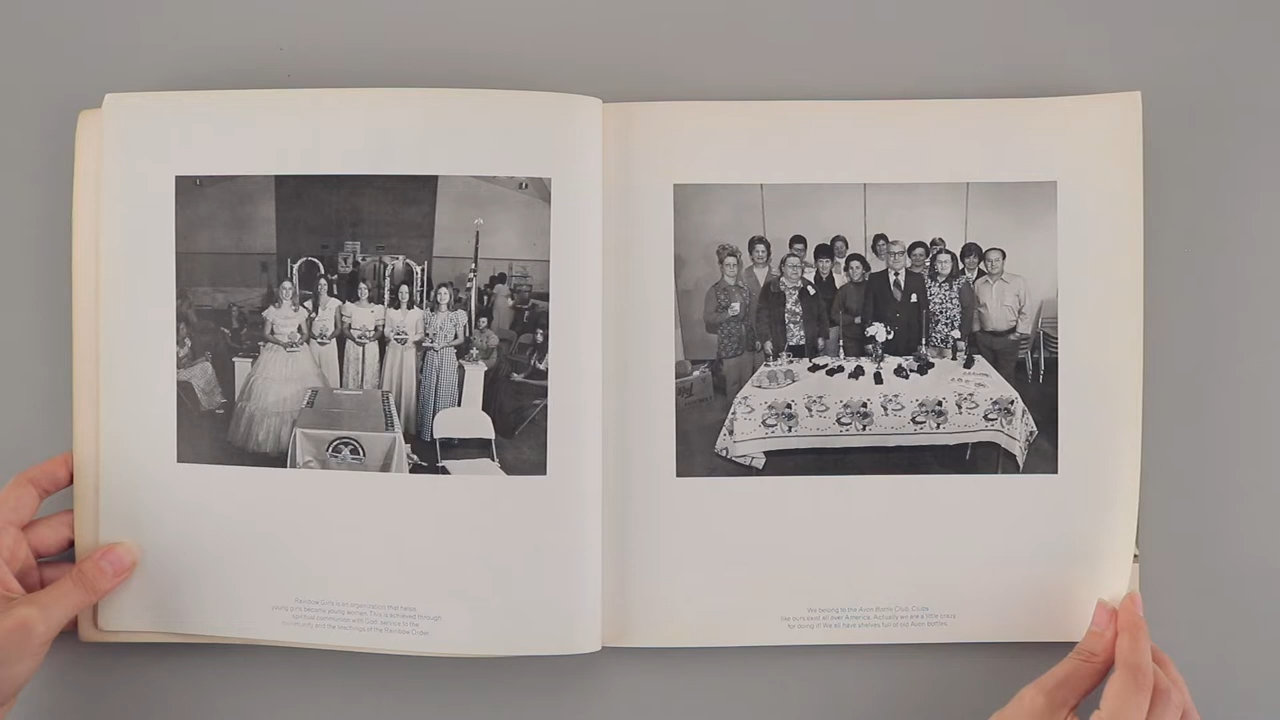 Rainbow Girls is an organization that helps
young girls become young women. This is achieved through
spiritual communion with God, service to the
community and the teachings of the Rainbow Order.
We belong to the Avon Bottle Club. Clubs
like ours exist all over America. Actually we are a little crazy
for doing it! We all have shelves full of old Avon bottles.